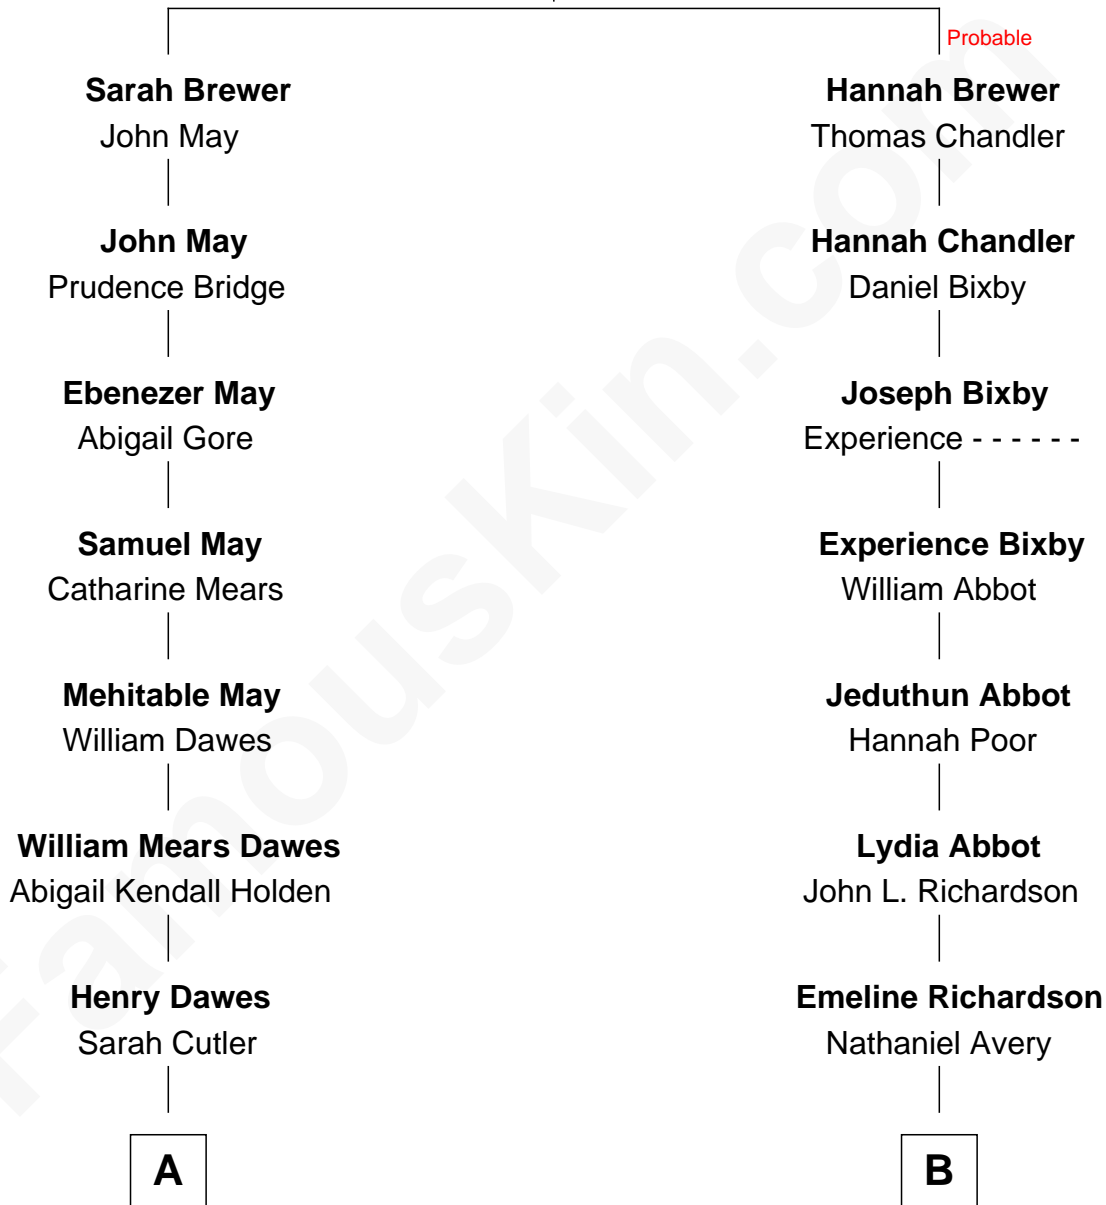 Probable
Sarah Brewer
John May
Hannah Brewer
Thomas Chandler
John May
Prudence Bridge
Hannah Chandler
Daniel Bixby
Ebenezer May
Abigail Gore
Joseph Bixby
Experience - - - - - -
Samuel May
Catharine Mears
Experience Bixby
William Abbot
Mehitable May
William Dawes
Jeduthun Abbot
Hannah Poor
William Mears Dawes
Abigail Kendall Holden
Lydia Abbot
John L. Richardson
Henry Dawes
Sarah Cutler
Emeline Richardson
Nathaniel Avery
A
B
FamousKin.com